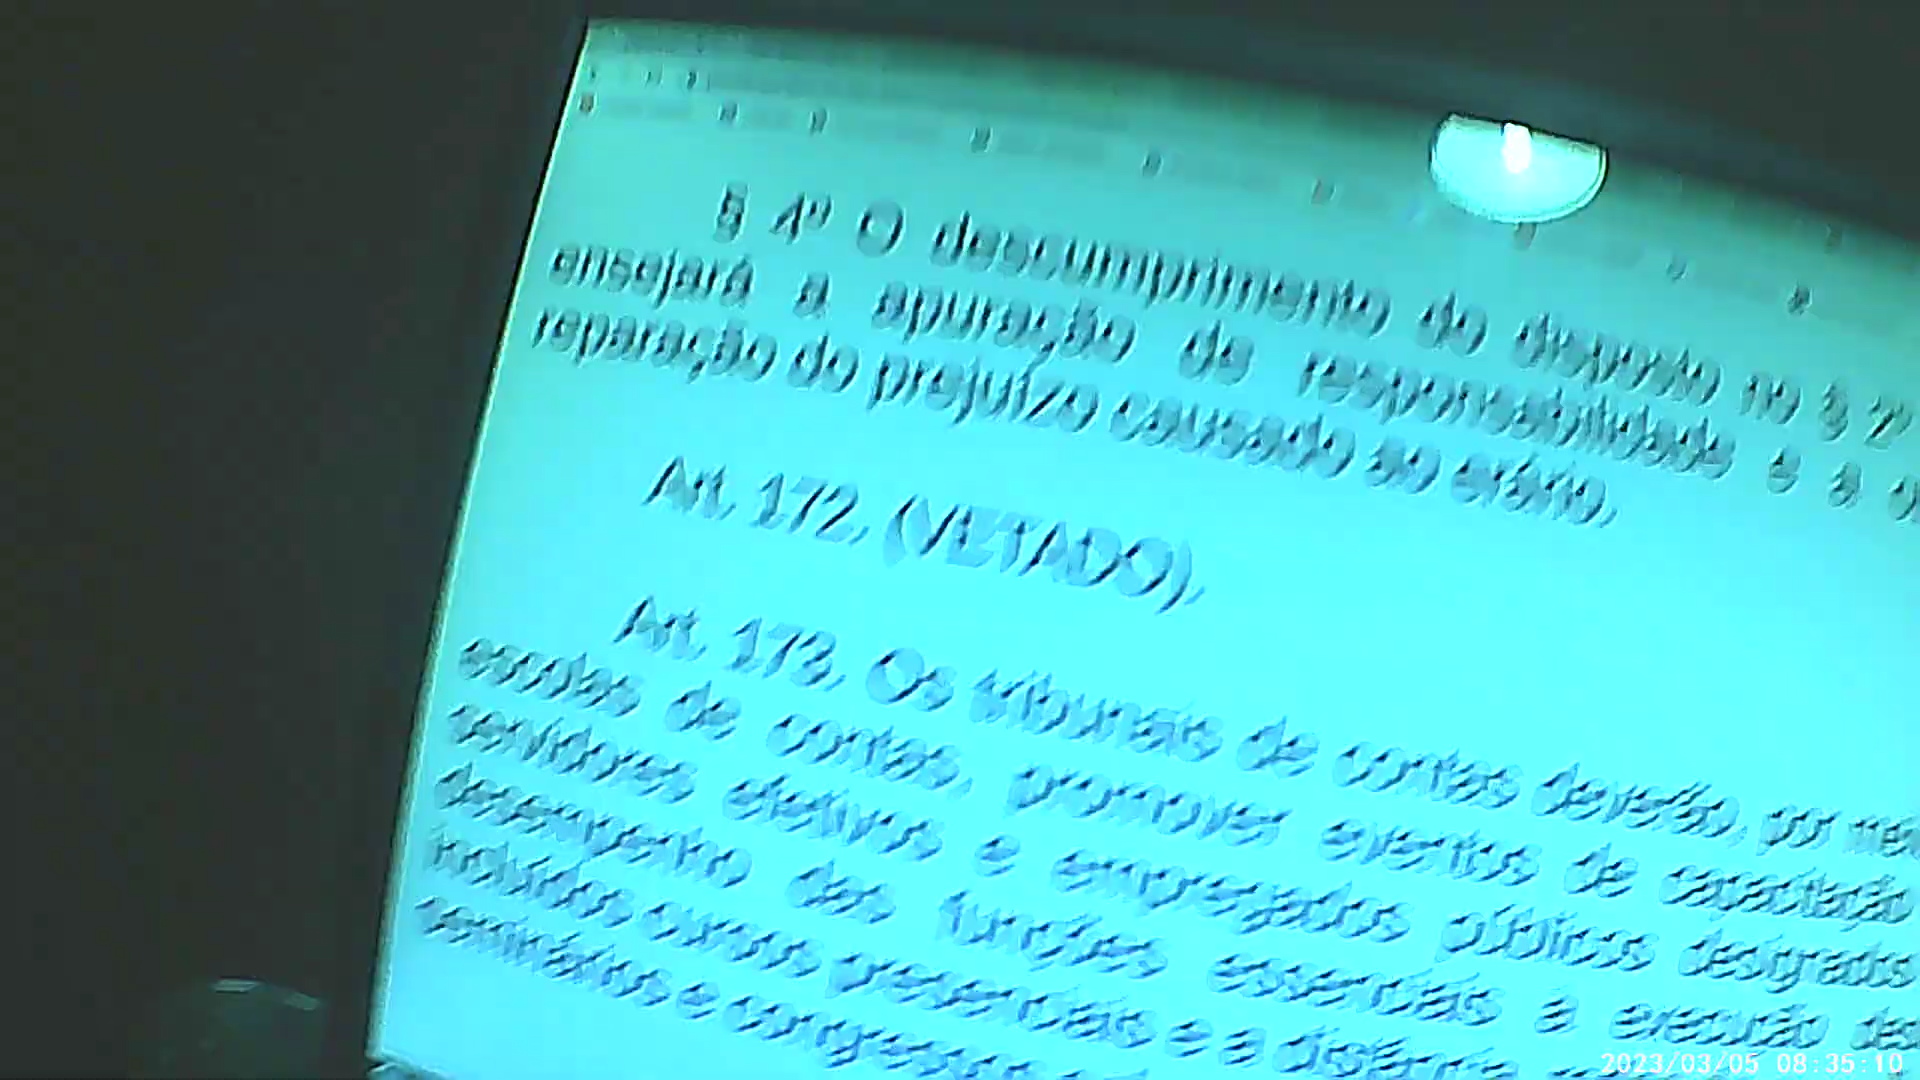 § 4º O descumprimento do disposto no § 2º
ensejará a apuração de responsabilidade e a
reparação do prejuízo causado ao erário.
Art. 172. (VETADO).
Art. 173. Os tribunais de contas deverão, por
escolas de contas, promover eventos de capacitação
servidores efetivos e empregados públicos designados
desempenho das funções essenciais à execução
incluídos cursos presenciais e a distância
seminários e congressos
2023/03/05 08:35:10